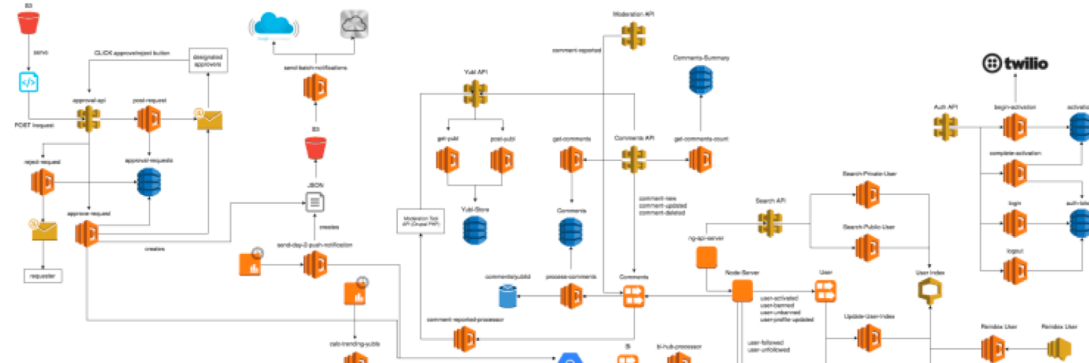 S3
serve
POST /request
CLICK approve/reject button
designated
approvers
approval-api
post-request
reject-request
approval-requests
approve-request
creates
requester
send-batch-notifications
S3
JSON
creates
send-day-2-push-notification
calc-trending-yubls
Moderation API
comment-reported
Comments-Summary
Yubl API
get-yubl
post-yubl
get-comments
Comments API
get-comments-count
Yubl-Store
Comments
Moderation Tool
API (Drupal PHP)
comment-new
comment-updated
comment-deleted
process-comments
Comments
comment-reported-processor
BI
bi-hub-processor
ng-api-server
Node Server
Search API
Search-Private-User
Search-Public-User
User
User Index
user-activated
user-banned
user-unbanned
user-profile-updated
user-followed
user-unfollowed
Update-User-Index
Reindex User
Reindex User
twilio
Auth API
begin-activation
complete-activation
login
logout